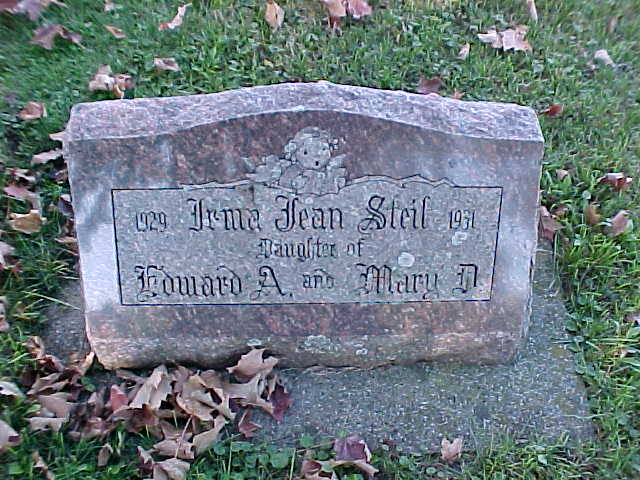 1929 Irma Jean Steil 1931
Daughter of
Edward A. and Mary D.